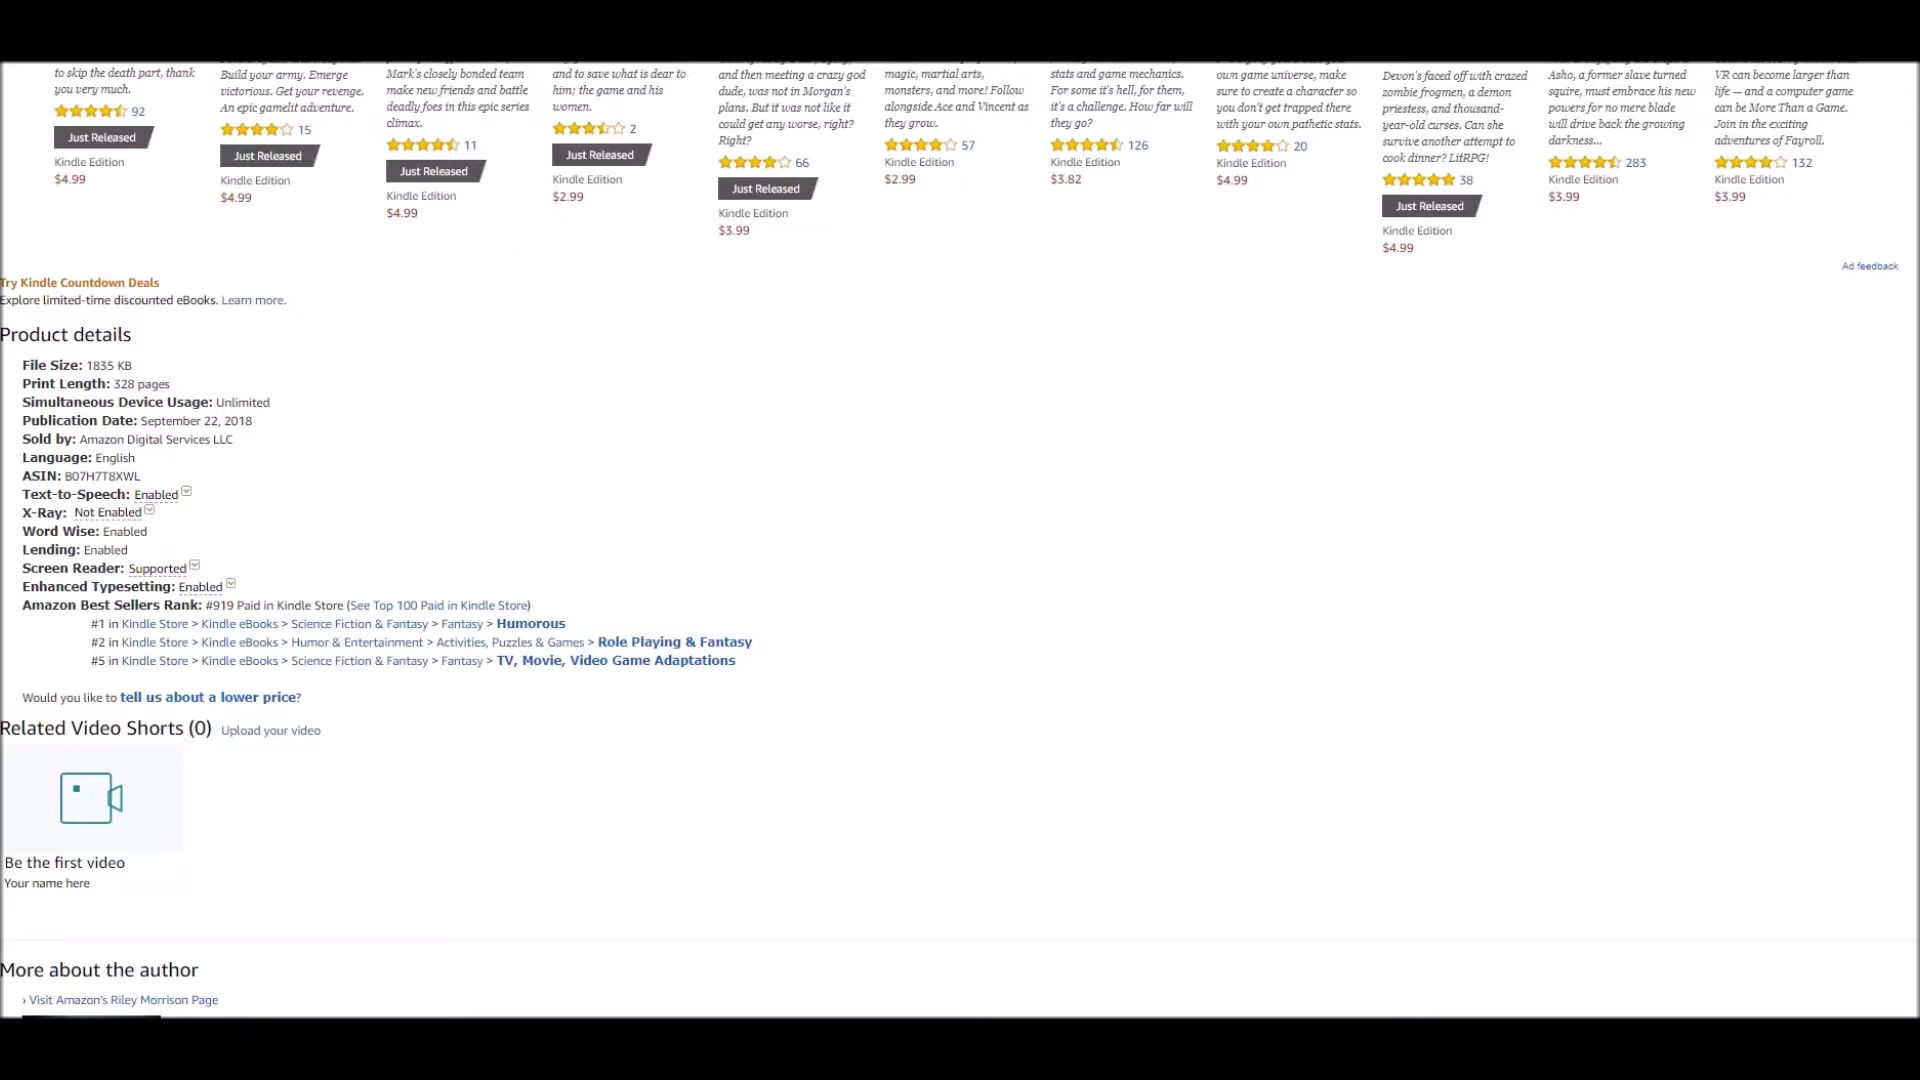 to skip the death part, thank
you very much.
92
Just Released
Kindle Edition
$4.99
Build your army. Emerge
victorious. Get your revenge.
An epic gamelit adventure.
15
Just Released
Kindle Edition
$4.99
Mark's closely bonded team
make new friends and battle
deadly foes in this epic series
climax.
11
Just Released
Kindle Edition
$4.99
and to save what is dear to
him; the game and his
women.
2
Just Released
Kindle Edition
$2.99
and then meeting a crazy god
dude, was not in Morgan's
plans. But it was not like it
could get any worse, right?
Right?
66
Just Released
Kindle Edition
$3.99
magic, martial arts,
monsters, and more! Follow
alongside Ace and Vincent as
they grow.
57
Kindle Edition
$2.99
stats and game mechanics.
For some it's hell, for them,
it's a challenge. How far will
they go?
126
Kindle Edition
$3.82
own game universe, make
sure to create a character so
you don't get trapped there
with your own pathetic stats.
20
Kindle Edition
$4.99
Devon's faced off with crazed
zombie frogmen, a demon
priestess, and thousand-
year-old curses. Can she
survive another attempt to
cook dinner? LitRPG!
38
Just Released
Kindle Edition
$4.99
Asho, a former slave turned
squire, must embrace his new
powers for no mere blade
will drive back the growing
darkness...
283
Kindle Edition
$3.99
VR can become larger than
life — and a computer game
can be More Than a Game.
Join in the exciting
adventures of Fayroll.
132
Kindle Edition
$3.99
Ad feedback
Try Kindle Countdown Deals
Explore limited-time discounted eBooks. Learn more.
Product details
File Size: 1835 KB
Print Length: 328 pages
Simultaneous Device Usage: Unlimited
Publication Date: September 22, 2018
Sold by: Amazon Digital Services LLC
Language: English
ASIN: B07H7T8XWL
Text-to-Speech: Enabled
X-Ray: Not Enabled
Word Wise: Enabled
Lending: Enabled
Screen Reader: Supported
Enhanced Typesetting: Enabled
Amazon Best Sellers Rank: #919 Paid in Kindle Store (See Top 100 Paid in Kindle Store)
#1 in Kindle Store > Kindle eBooks > Science Fiction & Fantasy > Fantasy > Humorous
#2 in Kindle Store > Kindle eBooks > Humor & Entertainment > Activities, Puzzles & Games > Role Playing & Fantasy
#5 in Kindle Store > Kindle eBooks > Science Fiction & Fantasy > Fantasy > TV, Movie, Video Game Adaptations
Would you like to tell us about a lower price?
Related Video Shorts (0) Upload your video
Be the first video
Your name here
More about the author
› Visit Amazon's Riley Morrison Page